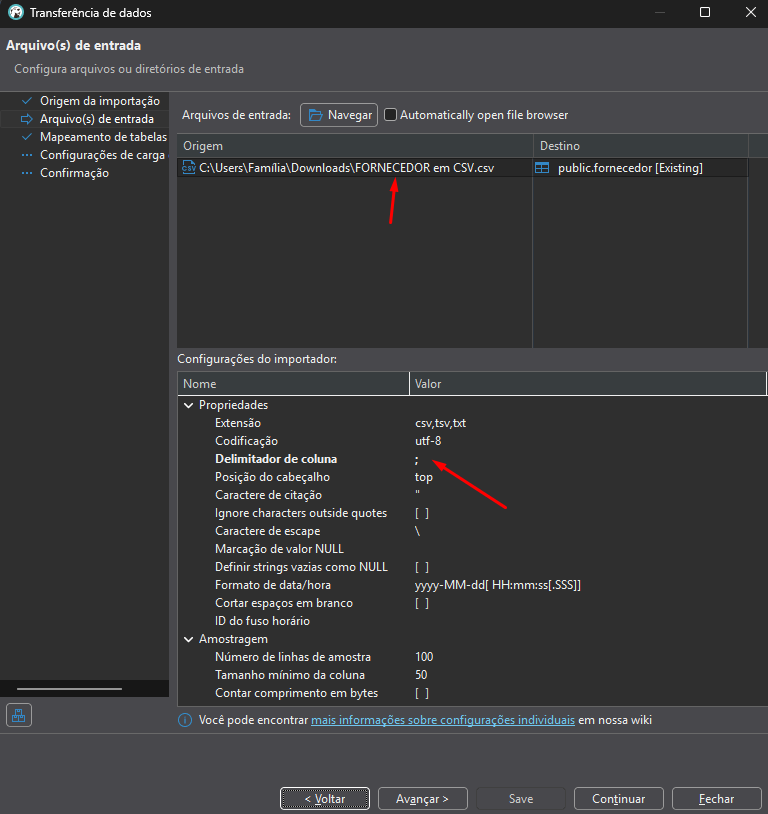 Transferência de dados
Arquivo(s) de entrada
Configura arquivos ou diretórios de entrada
Origem da importação
Arquivo(s) de entrada
Mapeamento de tabelas
Configurações de carga
Confirmação
Arquivos de entrada: Navegar Automatically open file browser
Origem Destino
CSV C:\Users\Família\Downloads\FORNECEDOR em CSV.csv public.fornecedor [Existing]
Configurações do importador:
Nome Valor
Propriedades
Extensão csv,tsv,txt
Codificação utf-8
Delimitador de coluna ;
Posição do cabeçalho top
Caractere de citação "
Ignore characters outside quotes [ ]
Caractere de escape \
Marcação de valor NULL
Definir strings vazias como NULL [ ]
Formato de data/hora yyyy-MM-dd[ HH:mm:ss[.SSS]]
Cortar espaços em branco [ ]
ID do fuso horário
Amostragem
Número de linhas de amostra 100
Tamanho mínimo da coluna 50
Contar comprimento em bytes [ ]
Você pode encontrar mais informações sobre configurações individuais em nossa wiki
< Voltar Avançar > Save Continuar Fechar